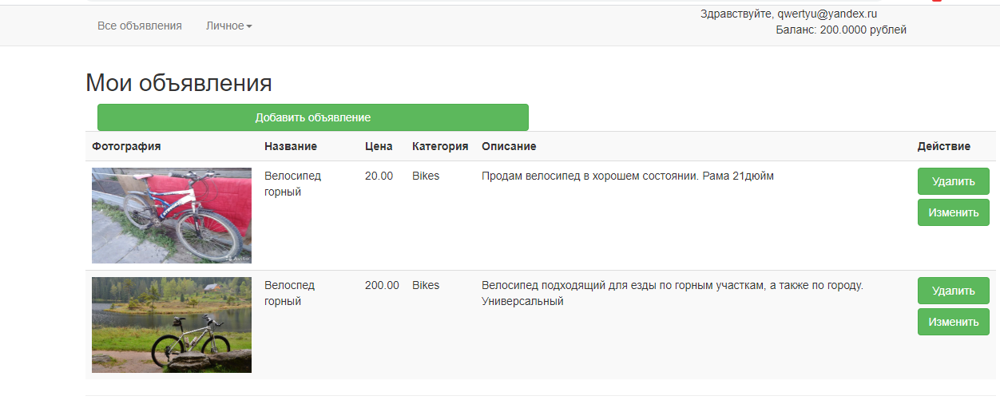 Здравствуйте, qwertyu@yandex.ru
Все объявления Личное
Баланс: 200.0000 рублей
Мои объявления
Добавить объявление
Фотография Название Цена Категория Описание Действие
Велосипед 20.00 Bikes Продам велосипед в хорошем состоянии. Рама 21дюйм Удалить
горный
Изменить
Велоспед 200.00 Bikes Велосипед подходящий для езды по горным участкам, а также по городу. Удалить
горный Универсальный
Изменить